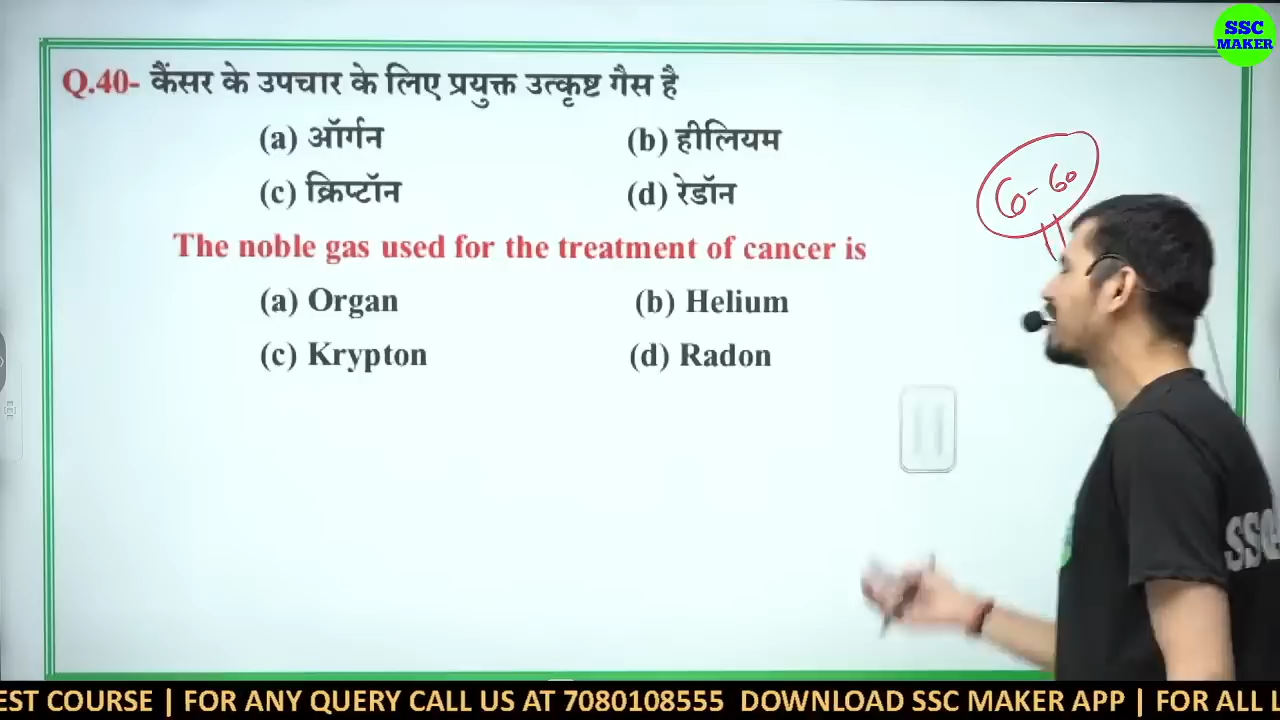 SSC
MAKER
Q.40- कैंसर के उपचार के लिए प्रयुक्त उत्कृष्ट गैस है
(a) ऑर्गन (b) हीलियम
(c) क्रिप्टॉन (d) रेडॉन
6-60
The noble gas used for the treatment of cancer is
(a) Organ (b) Helium
(c) Krypton (d) Radon
EST COURSE | FOR ANY QUERY CALL US AT 7080108555 DOWNLOAD SSC MAKER APP | FOR ALL